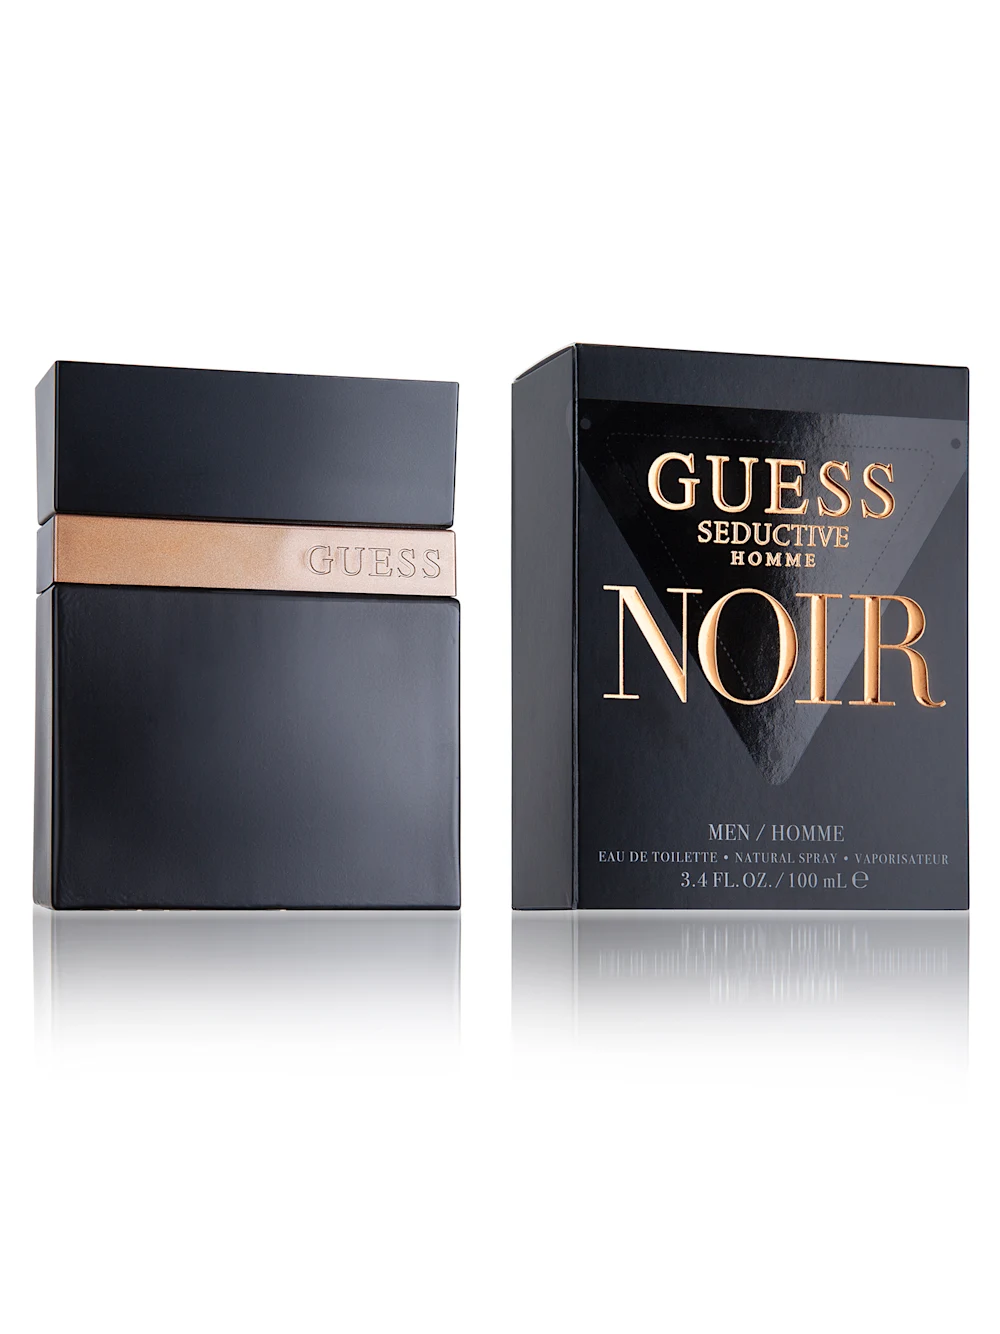 GUESS
GUESS
SEDUCTIVE
HOMME
NOIR
MEN / HOMME
EAU DE TOILETTE • NATURAL SPRAY • VAPORISATEUR
3.4 FL. OZ. / 100 mL ℮